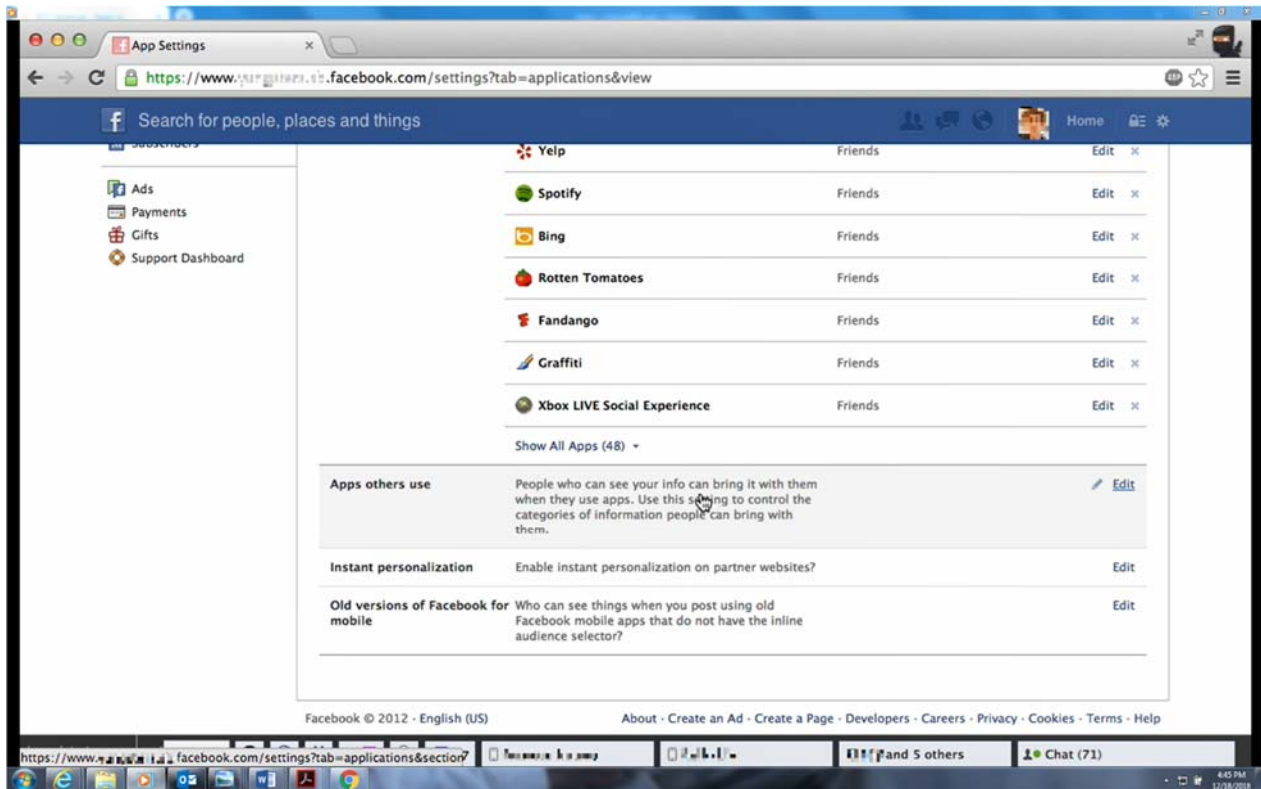 App Settings
https://www. .facebook.com/settings?tab=applications&view
ABP
Search for people, places and things
Home
Subscribers
Ads
Payments
Gifts
Support Dashboard
Yelp Friends Edit ×
Spotify Friends Edit ×
Bing Friends Edit ×
Rotten Tomatoes Friends Edit ×
Fandango Friends Edit ×
Graffiti Friends Edit ×
Xbox LIVE Social Experience Friends Edit ×
Show All Apps (48)
Apps others use People who can see your info can bring it with them Edit
when they use apps. Use this setting to control the
categories of information people can bring with
them.
Instant personalization Enable instant personalization on partner websites? Edit
Old versions of Facebook for Who can see things when you post using old Edit
mobile Facebook mobile apps that do not have the inline
audience selector?
Facebook © 2012 · English (US) About · Create an Ad · Create a Page · Developers · Careers · Privacy · Cookies · Terms · Help
https://www. facebook.com/settings?tab=applications&section
and 5 others
Chat (71)
4:45 PM
12/18/2018